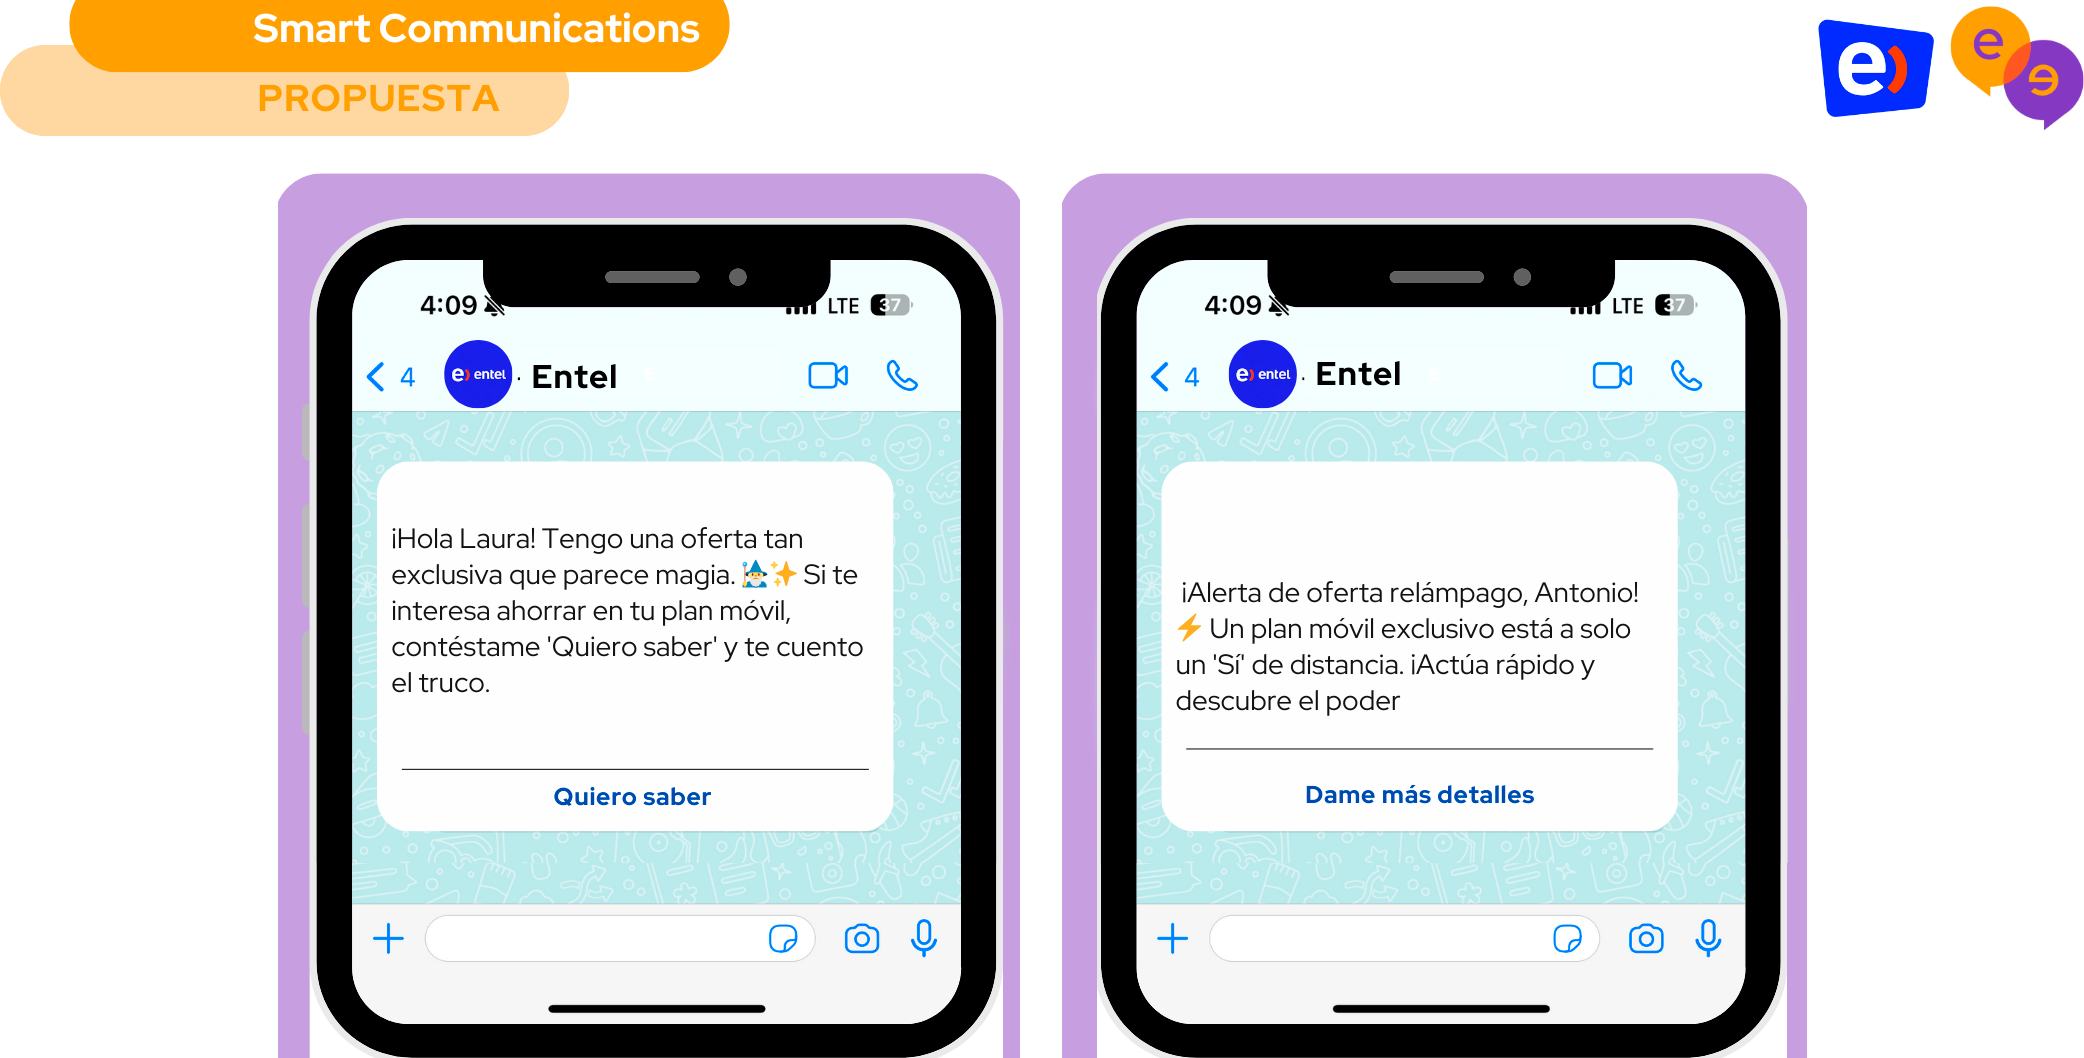 Smart Communications
PROPUESTA
e)
e
e
4:09
LTE
37
4
e) entel
. Entel
¡Hola Laura! Tengo una oferta tan
exclusiva que parece magia. 🧙✨ Si te
interesa ahorrar en tu plan móvil,
contéstame 'Quiero saber' y te cuento
el truco.
Quiero saber
4:09
LTE
37
4
e) entel
. Entel
¡Alerta de oferta relámpago, Antonio!
⚡ Un plan móvil exclusivo está a solo
un 'Sí' de distancia. ¡Actúa rápido y
descubre el poder
Dame más detalles